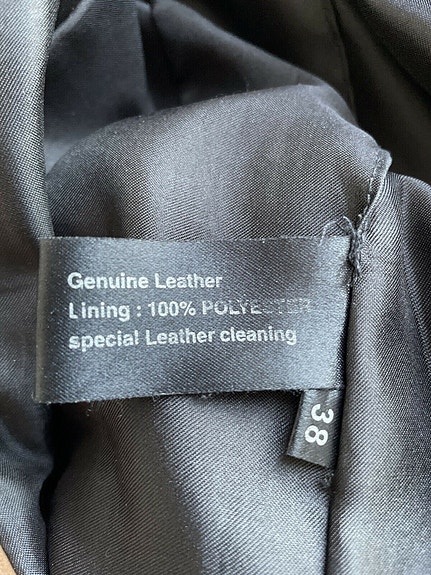 Genuine Leather
Lining : 100% POLYESTER
special Leather cleaning
38